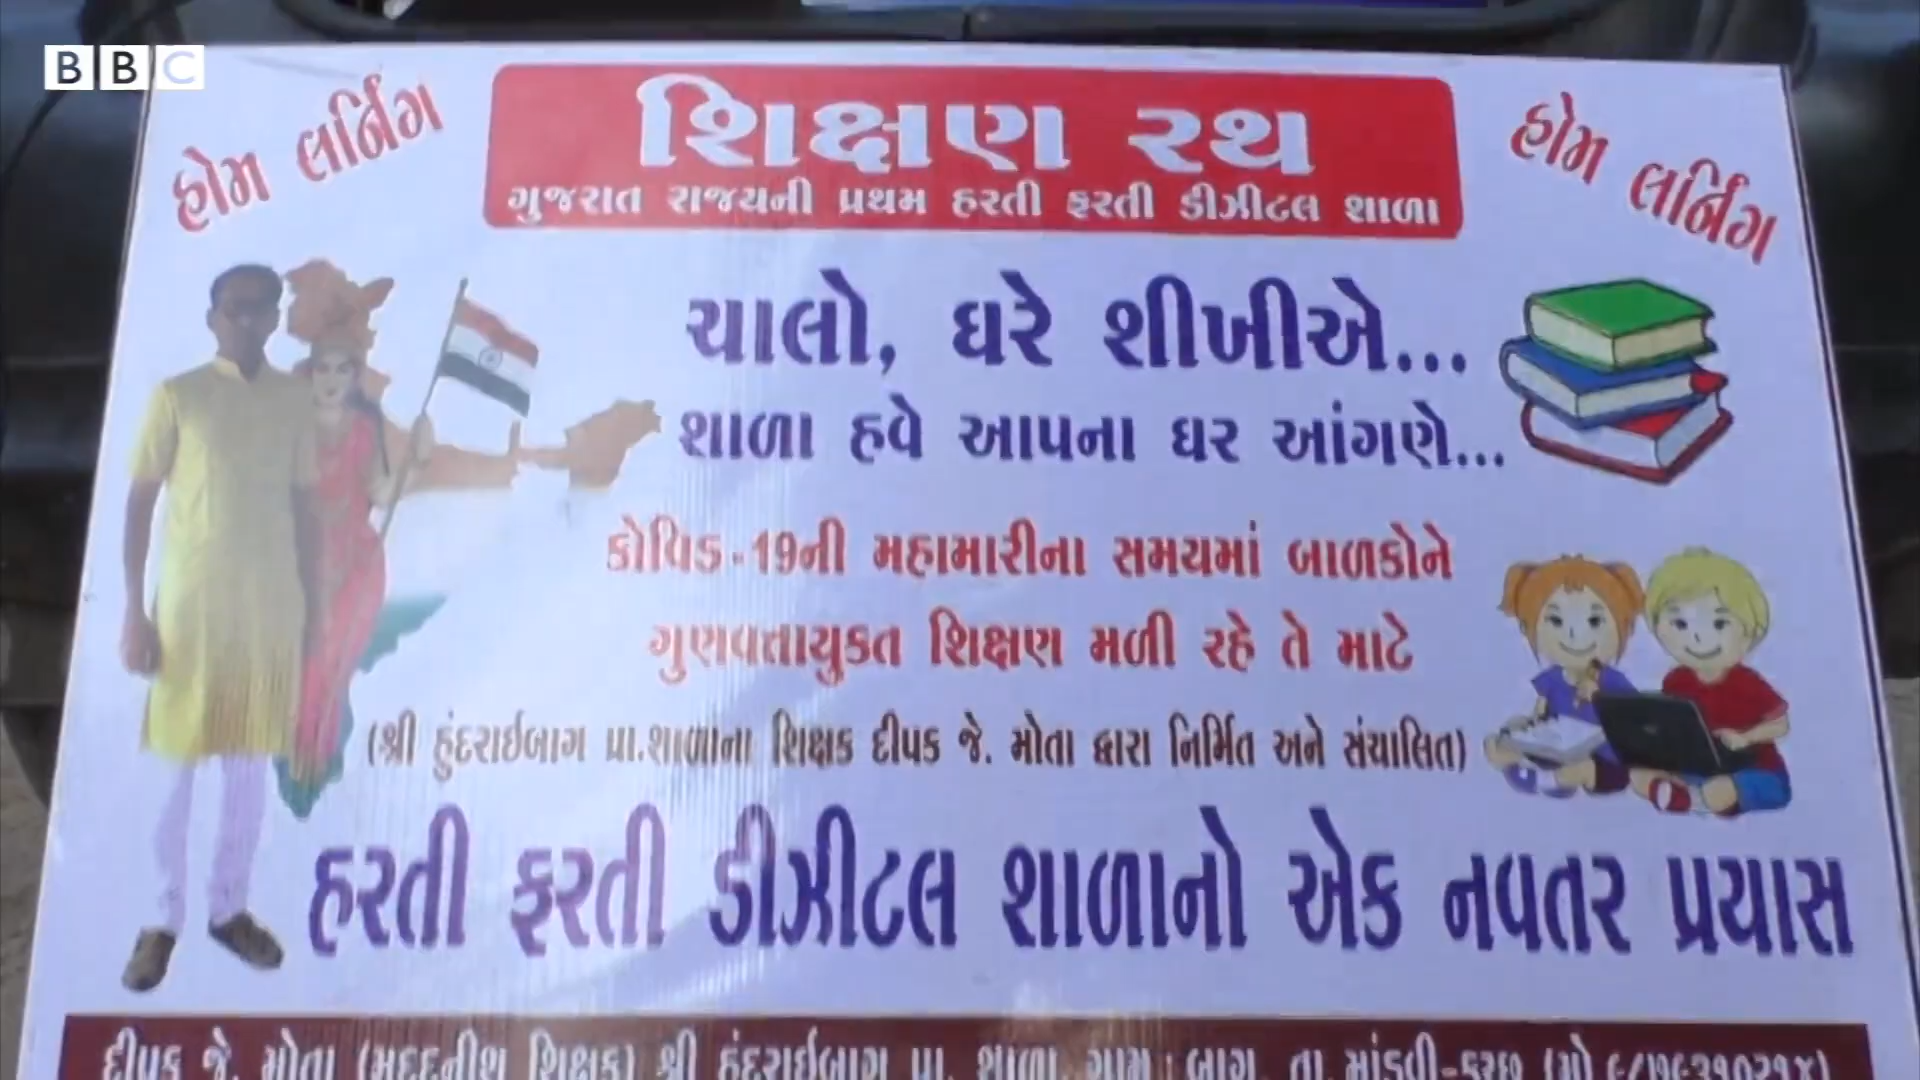 BBC
હોમ લર્નિંગ
શિક્ષણ રથ
ગુજરાત રાજ્યની પ્રથમ હરતી ફરતી ડીઝીટલ શાળા
હોમ લર્નિંગ
ચાલો, ઘરે શીખીએ...
શાળા હવે આપના ઘર આંગણે...
કોવિડ-19ની મહામારીના સમયમાં બાળકોને
ગુણવત્તાયુક્ત શિક્ષણ મળી રહે તે માટે
(શ્રી હુંદરાઈબાગ પ્રા.શાળાના શિક્ષક દીપક જે. મોતા દ્વારા નિર્મિત અને સંચાલિત)
હરતી ફરતી ડીઝીટલ શાળાનો એક નવતર પ્રયાસ
દીપક જે. મોતા (મદદનીશ શિક્ષક) શ્રી હુંદરાઈબાગ પ્રા. શાળા, ગામ : બાગ, તા. માંડવી-કચ્છ